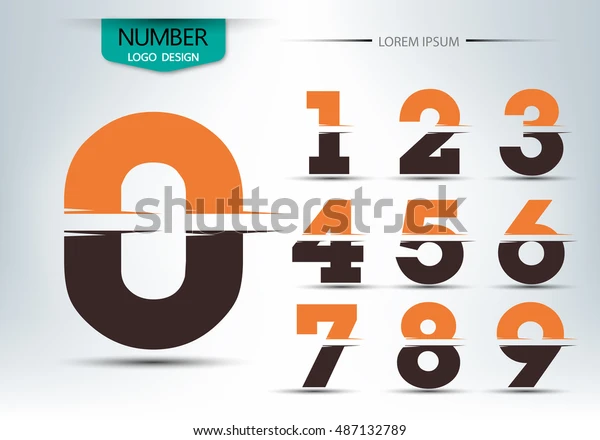 NUMBER
LOGO DESIGN
LOREM IPSUM
0
1 2 3
4 5 6
7 8 9
shutterstock
shutterstock.com · 487132789